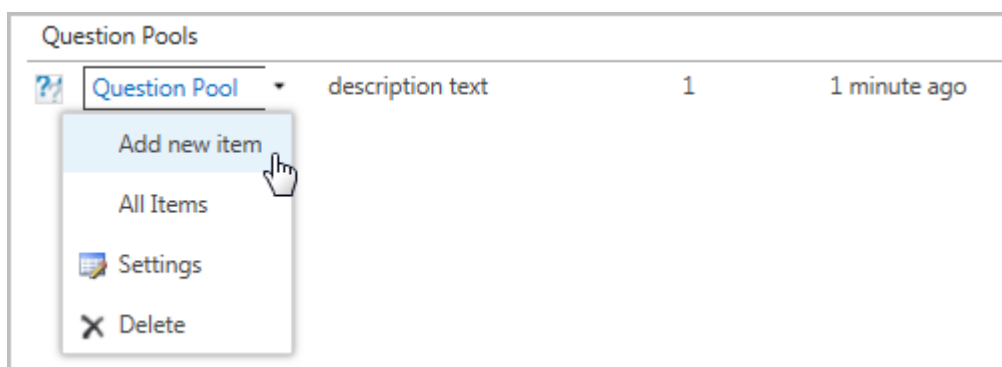 Question Pools
Question Pool description text 1 1 minute ago
Add new item
All Items
Settings
Delete